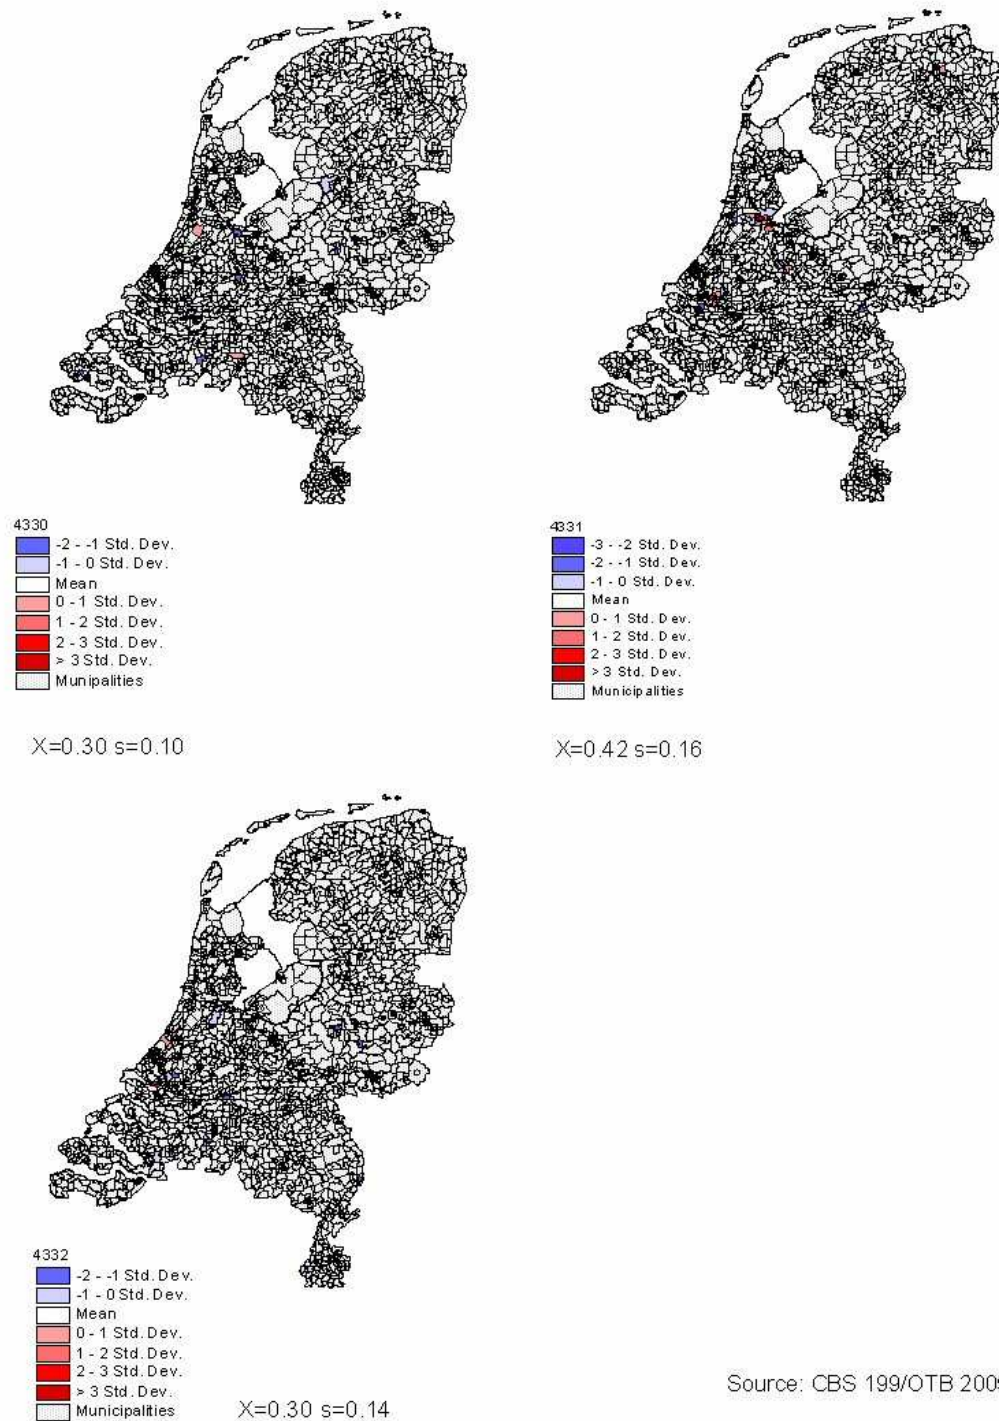 4330
-2 - -1 Std. Dev.
-1 - 0 Std. Dev.
Mean
0 - 1 Std. Dev.
1 - 2 Std. Dev.
2 - 3 Std. Dev.
> 3 Std. Dev.
Munipalities
X=0.30 s=0.10
4331
-3 - -2 Std. Dev.
-2 - -1 Std. Dev.
-1 - 0 Std. Dev.
Mean
0 - 1 Std. Dev.
1 - 2 Std. Dev.
2 - 3 Std. Dev.
> 3 Std. Dev.
Municipalities
X=0.42 s=0.16
4332
-2 - -1 Std. Dev.
-1 - 0 Std. Dev.
Mean
0 - 1 Std. Dev.
1 - 2 Std. Dev.
2 - 3 Std. Dev.
> 3 Std. Dev.
Municipalities
X=0.30 s=0.14
Source: CBS 199/OTB 200